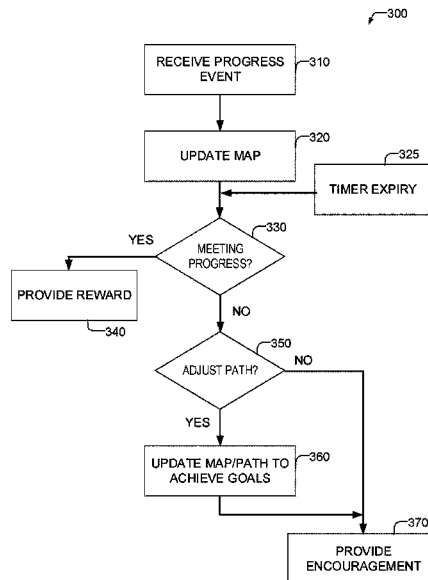 300
RECEIVE PROGRESS
EVENT
310
UPDATE MAP
320
325
TIMER EXPIRY
330
YES
MEETING
PROGRESS?
PROVIDE REWARD
340
NO
350
ADJUST PATH?
NO
YES
UPDATE MAP/PATH TO
ACHIEVE GOALS
360
370
PROVIDE
ENCOURAGEMENT